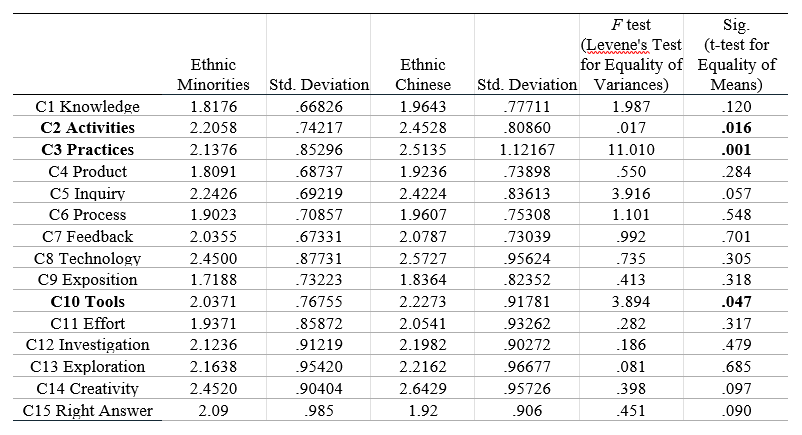 F test Sig.
(Levene's Test (t-test for
Ethnic Ethnic for Equality of Equality of
Minorities Std. Deviation Chinese Std. Deviation Variances) Means)
C1 Knowledge 1.8176 .66826 1.9643 .77711 1.987 .120
C2 Activities 2.2058 .74217 2.4528 .80860 .017 .016
C3 Practices 2.1376 .85296 2.5135 1.12167 11.010 .001
C4 Product 1.8091 .68737 1.9236 .73898 .550 .284
C5 Inquiry 2.2426 .69219 2.4224 .83613 3.916 .057
C6 Process 1.9023 .70857 1.9607 .75308 1.101 .548
C7 Feedback 2.0355 .67331 2.0787 .73039 .992 .701
C8 Technology 2.4500 .87731 2.5727 .95624 .735 .305
C9 Exposition 1.7188 .73223 1.8364 .82352 .413 .318
C10 Tools 2.0371 .76755 2.2273 .91781 3.894 .047
C11 Effort 1.9371 .85872 2.0541 .93262 .282 .317
C12 Investigation 2.1236 .91219 2.1982 .90272 .186 .479
C13 Exploration 2.1638 .95420 2.2162 .96677 .081 .685
C14 Creativity 2.4520 .90404 2.6429 .95726 .398 .097
C15 Right Answer 2.09 .985 1.92 .906 .451 .090